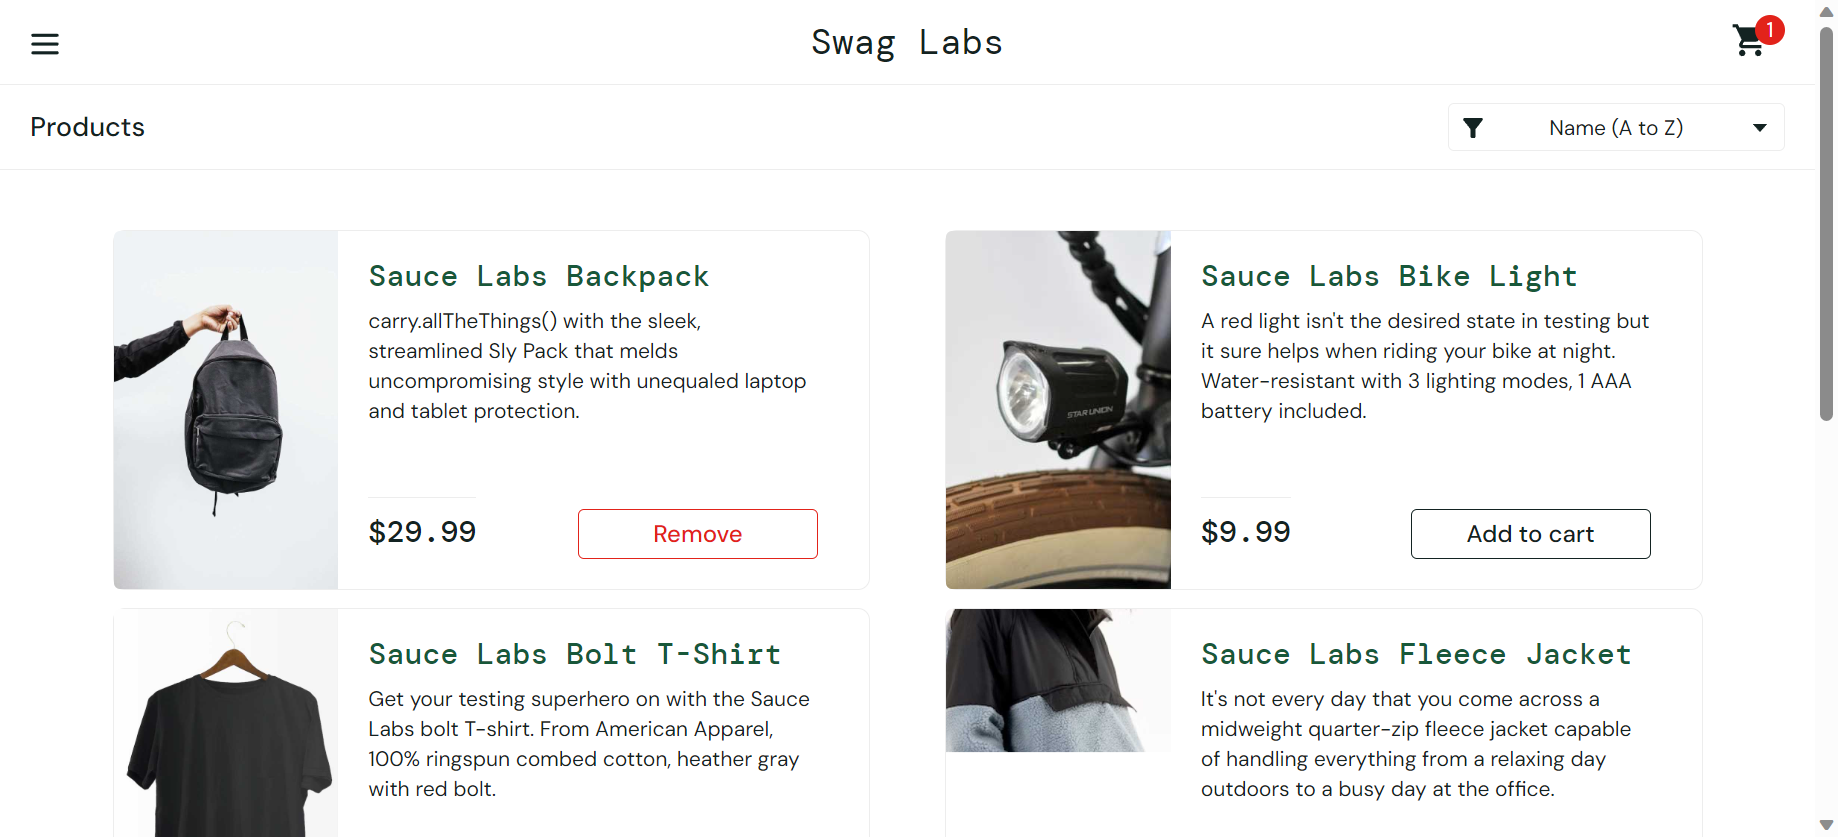 Swag Labs
1
Products
Name (A to Z)
Sauce Labs Backpack
carry.allTheThings() with the sleek,
streamlined Sly Pack that melds
uncompromising style with unequaled laptop
and tablet protection.
$29.99
Remove
Sauce Labs Bike Light
A red light isn't the desired state in testing but
it sure helps when riding your bike at night.
Water-resistant with 3 lighting modes, 1 AAA
battery included.
$9.99
Add to cart
STAR UNION
Sauce Labs Bolt T-Shirt
Get your testing superhero on with the Sauce
Labs bolt T-shirt. From American Apparel,
100% ringspun combed cotton, heather gray
with red bolt.
Sauce Labs Fleece Jacket
It's not every day that you come across a
midweight quarter-zip fleece jacket capable
of handling everything from a relaxing day
outdoors to a busy day at the office.